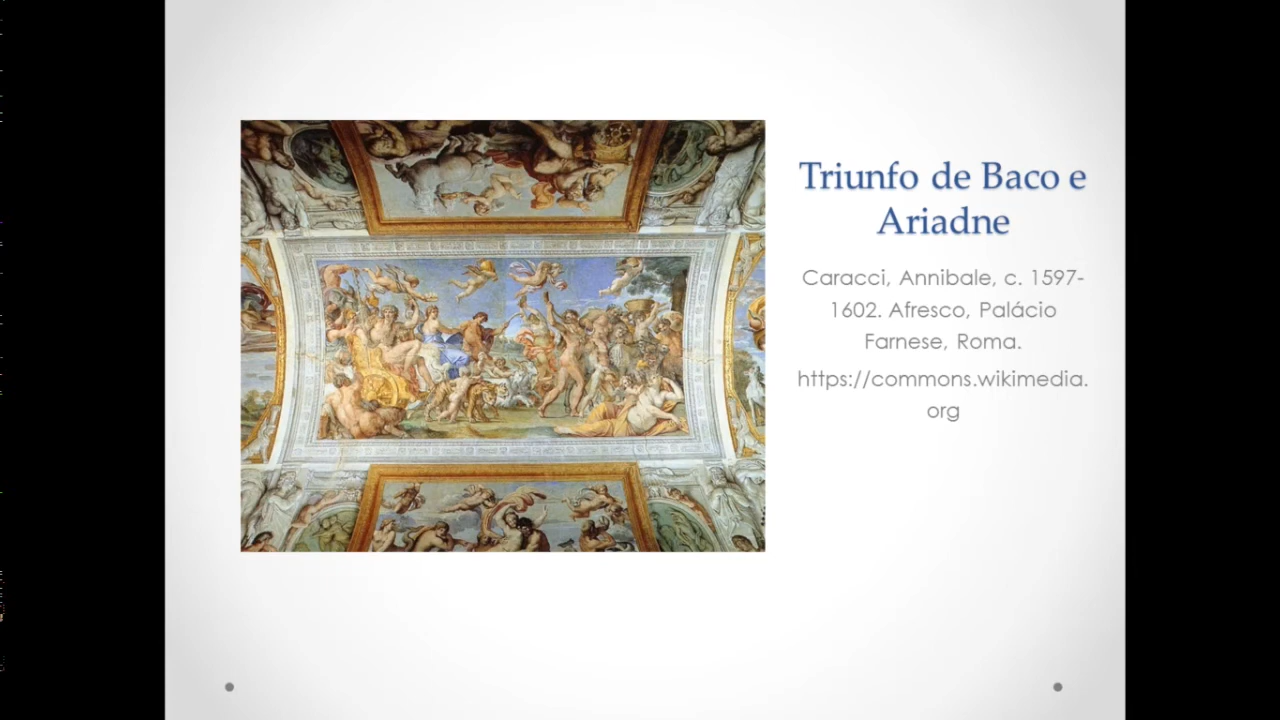 Triunfo de Baco e
Ariadne
Caracci, Annibale, c. 1597-
1602. Afresco, Palácio
Farnese, Roma.
https://commons.wikimedia.
org